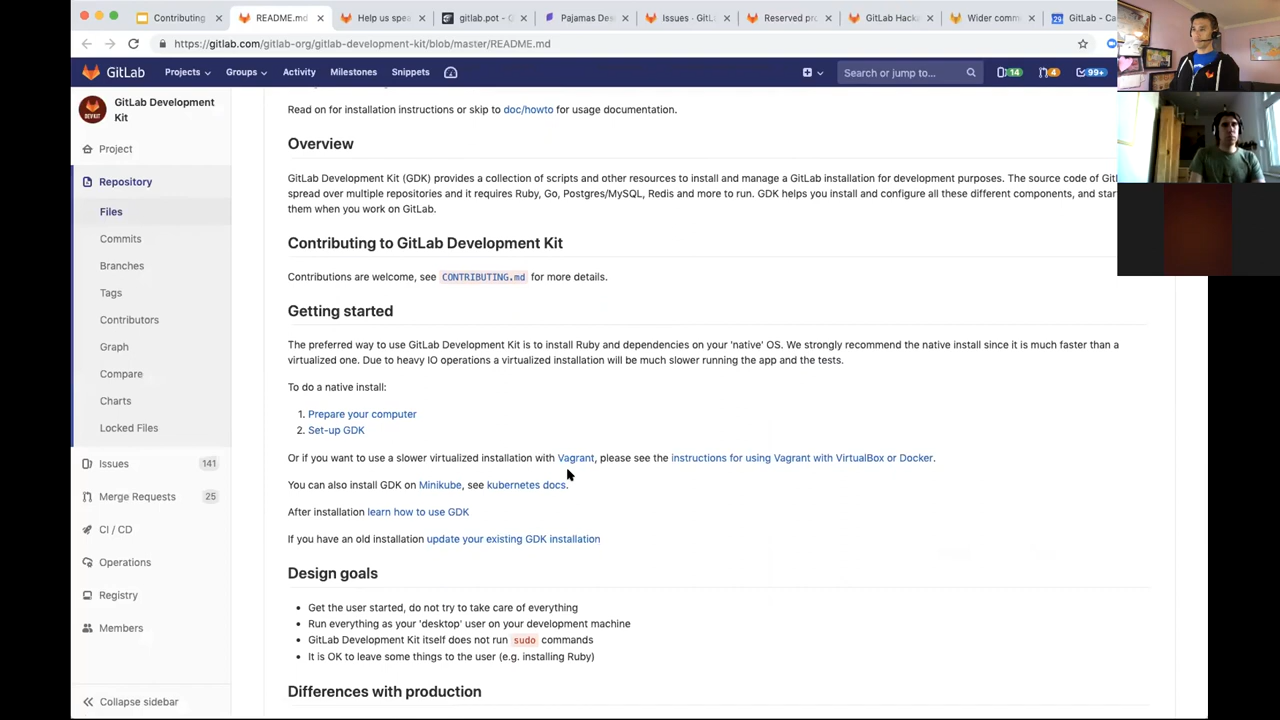 Contributing
README.md
Help us spea
gitlab.pot - G
Pajamas Des
Issues · GitL
Reserved pro
GitLab Hacka
Wider comm
29
GitLab - Ca
https://gitlab.com/gitlab-org/gitlab-development-kit/blob/master/README.md
GitLab
Projects
Groups
Activity
Milestones
Snippets
Search or jump to...
14
4
99+
DEVKIT
GitLab Development
Kit
Project
Repository
Files
Commits
Branches
Tags
Contributors
Graph
Compare
Charts
Locked Files
Issues 141
Merge Requests 25
CI / CD
Operations
Registry
Members
Collapse sidebar
Read on for installation instructions or skip to doc/howto for usage documentation.
Overview
GitLab Development Kit (GDK) provides a collection of scripts and other resources to install and manage a GitLab installation for development purposes. The source code of GitL
spread over multiple repositories and it requires Ruby, Go, Postgres/MySQL, Redis and more to run. GDK helps you install and configure all these different components, and star
them when you work on GitLab.
Contributing to GitLab Development Kit
Contributions are welcome, see CONTRIBUTING.md for more details.
Getting started
The preferred way to use GitLab Development Kit is to install Ruby and dependencies on your 'native' OS. We strongly recommend the native install since it is much faster than a
virtualized one. Due to heavy IO operations a virtualized installation will be much slower running the app and the tests.
To do a native install:
1. Prepare your computer
2. Set-up GDK
Or if you want to use a slower virtualized installation with Vagrant, please see the instructions for using Vagrant with VirtualBox or Docker.
You can also install GDK on Minikube, see kubernetes docs.
After installation learn how to use GDK
If you have an old installation update your existing GDK installation
Design goals
• Get the user started, do not try to take care of everything
• Run everything as your 'desktop' user on your development machine
• GitLab Development Kit itself does not run sudo commands
• It is OK to leave some things to the user (e.g. installing Ruby)
Differences with production